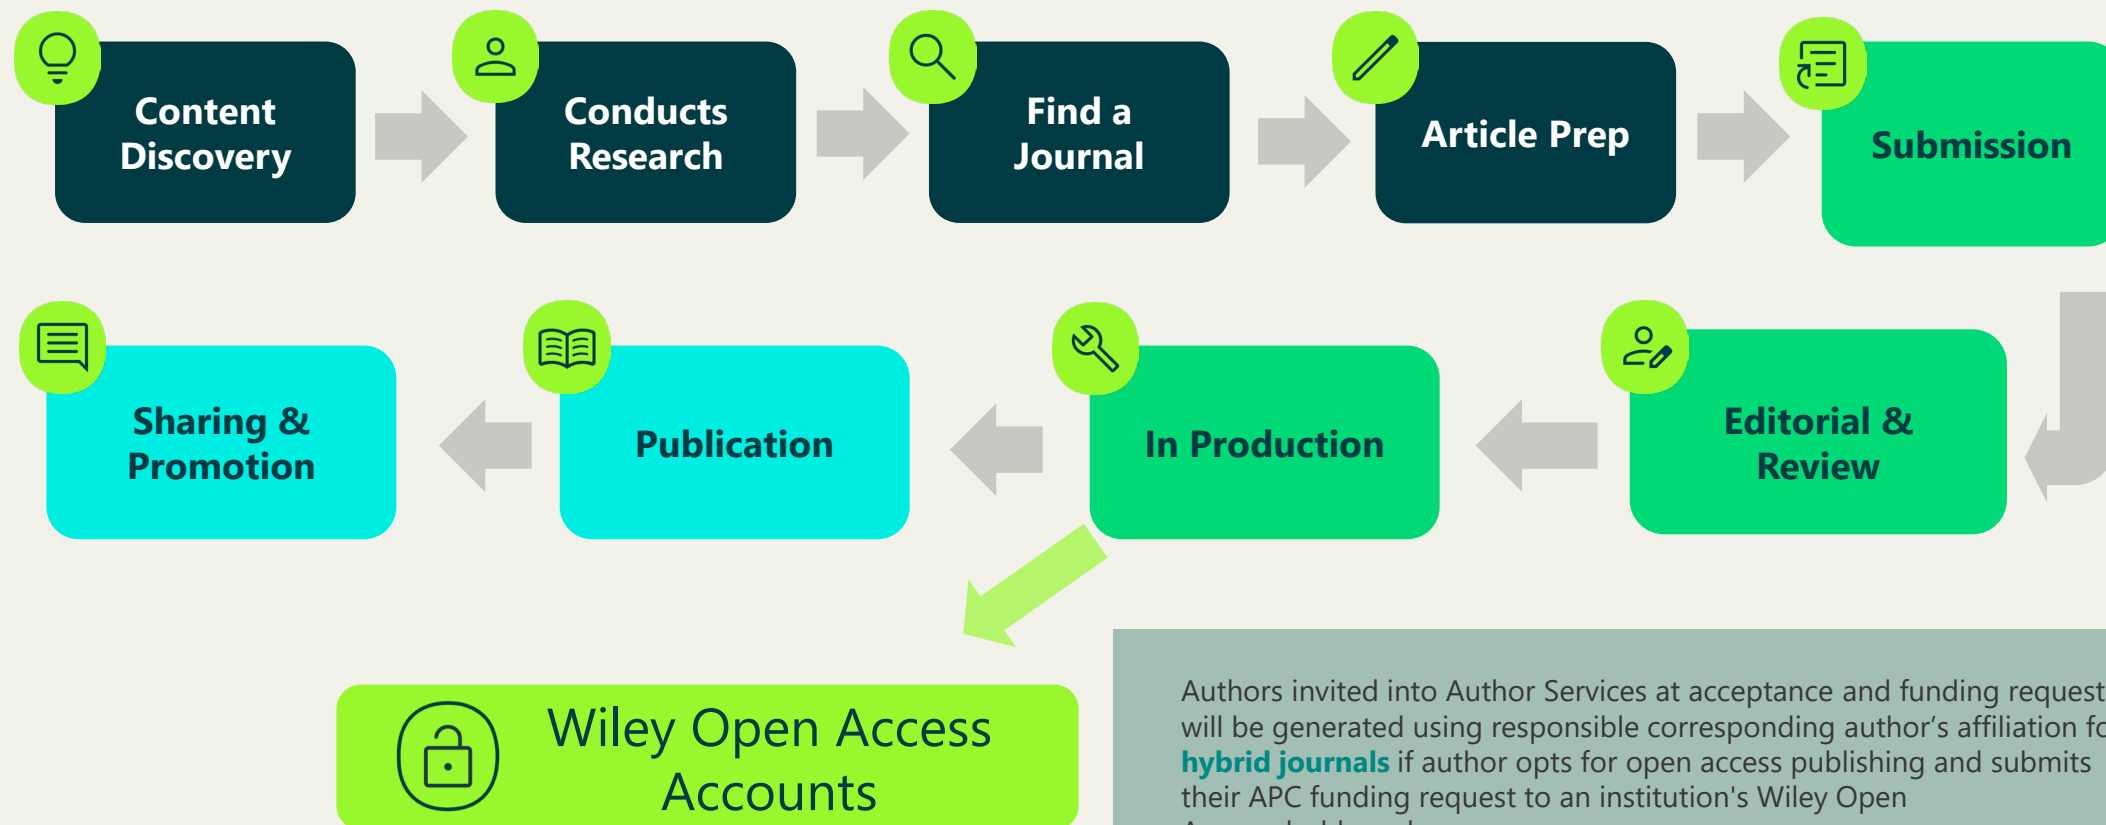 Content
Discovery
Conducts
Research
Find a
Journal
Article Prep
Submission
Sharing &
Promotion
Publication
In Production
Editorial &
Review
Wiley Open Access
Accounts
Authors invited into Author Services at acceptance and funding request
will be generated using responsible corresponding author's affiliation
hybrid journals if author opts for open access publishing and submits
their APC funding request to an institution's Wiley Open